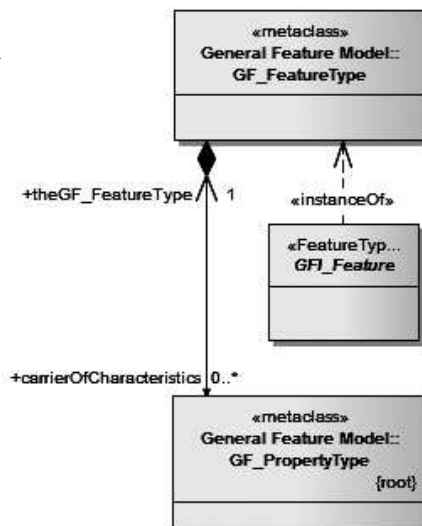 «metaclass»
General Feature Model::
GF_FeatureType
+theGF_FeatureType 1
«instanceOf»
«FeatureTyp...
GFI_Feature
+carrierOfCharacteristics 0..*
«metaclass»
General Feature Model::
GF_PropertyType
{root}